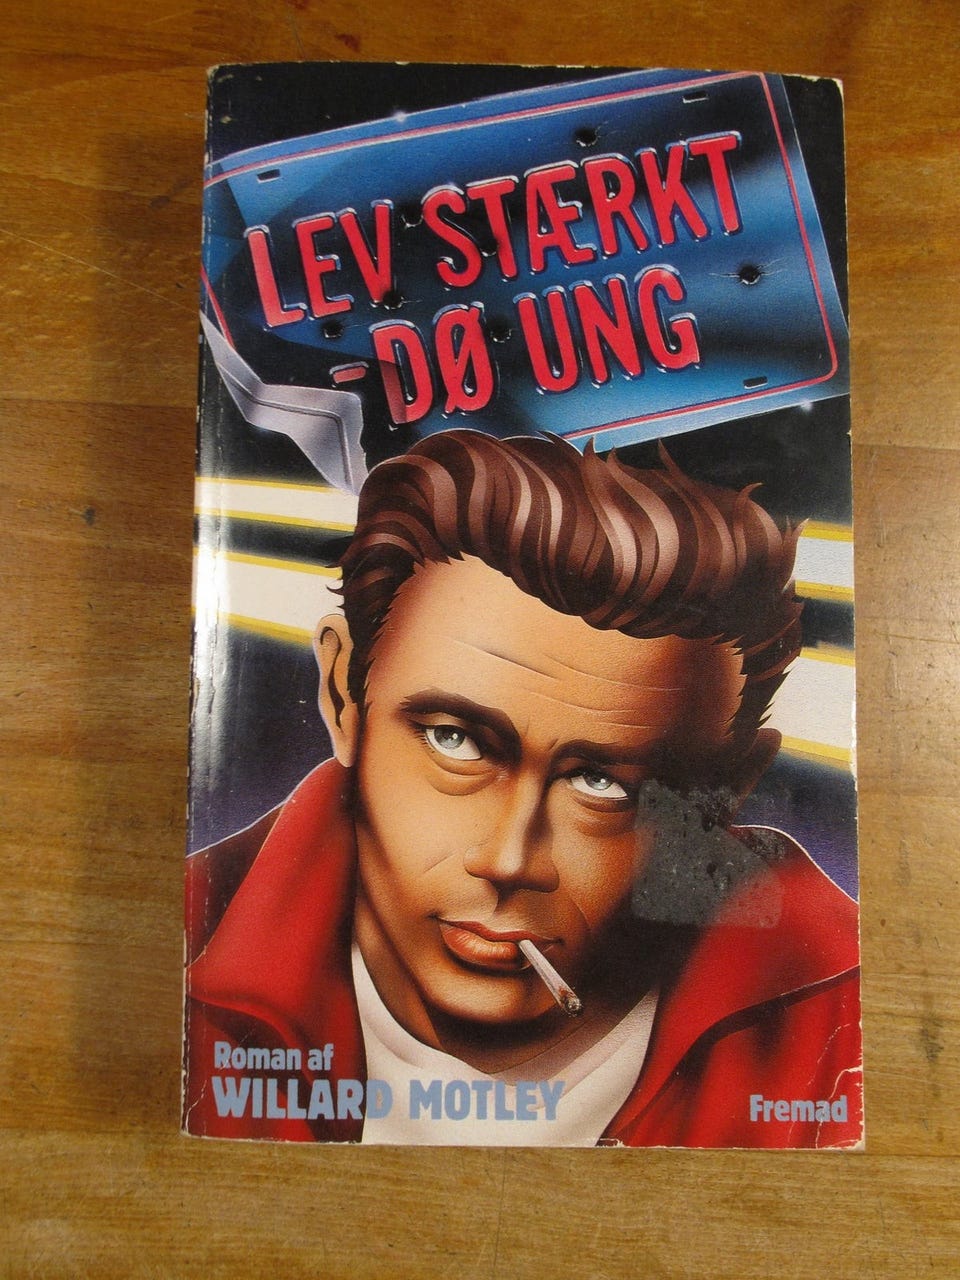 LEV STÆRKT
-DØ UNG
Roman af
WILLARD MOTLEY
Fremad